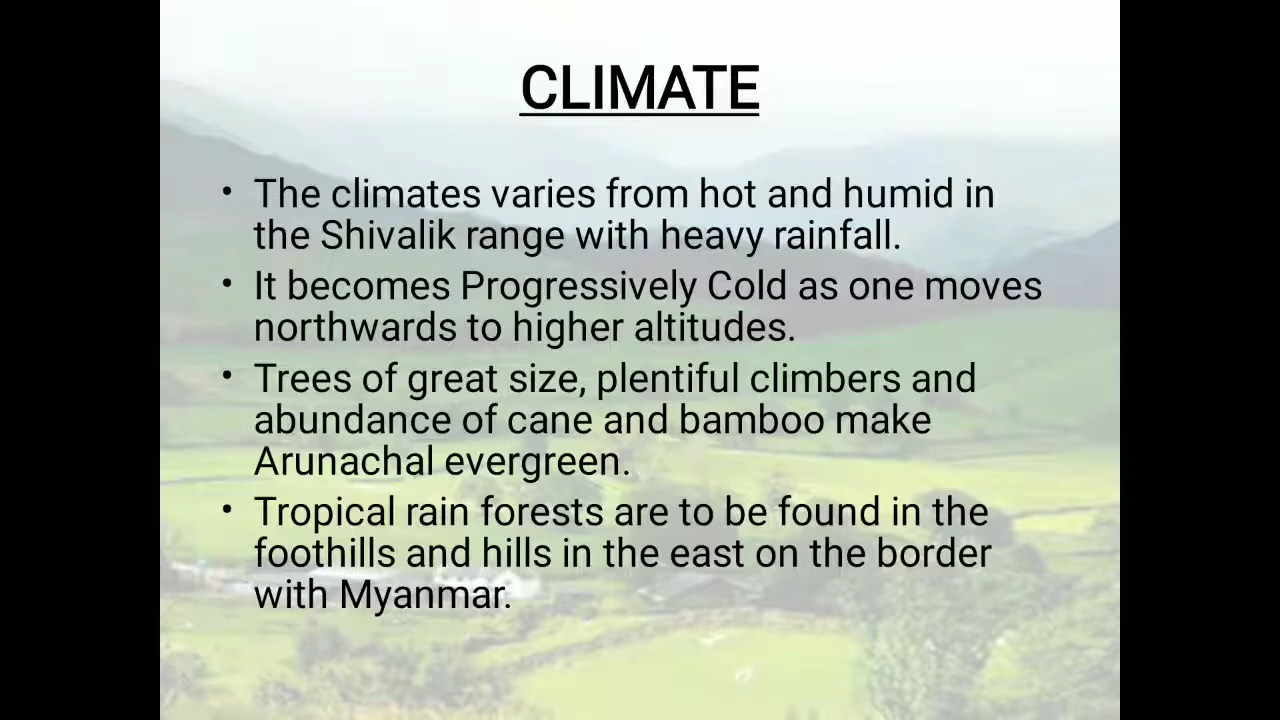 CLIMATE
• The climates varies from hot and humid in
the Shivalik range with heavy rainfall.
• It becomes Progressively Cold as one moves
northwards to higher altitudes.
• Trees of great size, plentiful climbers and
abundance of cane and bamboo make
Arunachal evergreen.
• Tropical rain forests are to be found in the
foothills and hills in the east on the border
with Myanmar.